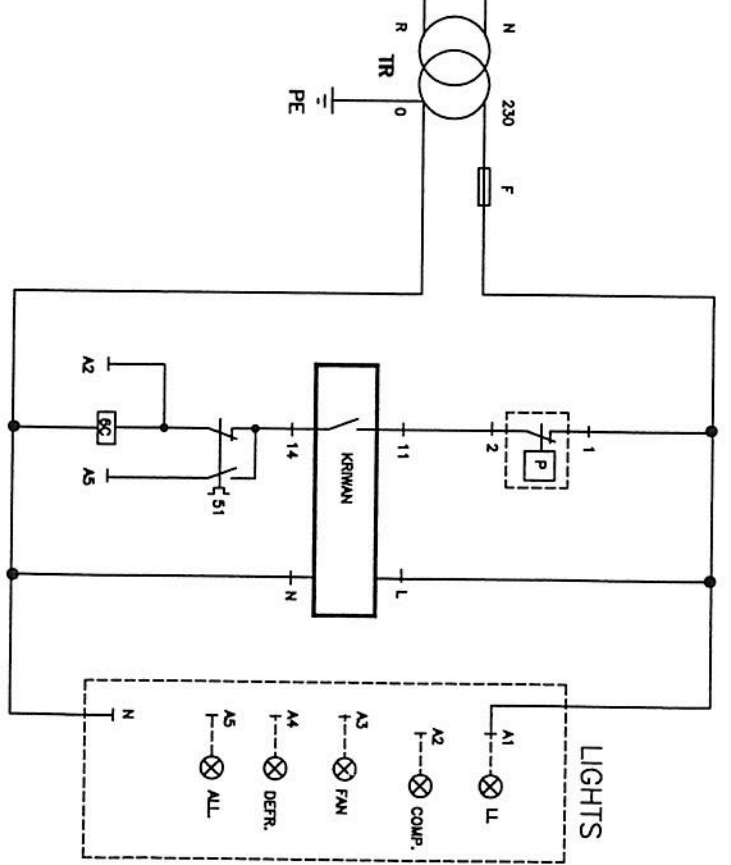 R
N
TR
PE
0
230
F
A2
6C
A5
51
14
KRIWAN
11
2
P
1
N
L
LIGHTS
N
A5
ALL
A4
DEFR.
A3
FAN
A2
COMP.
A1
LL